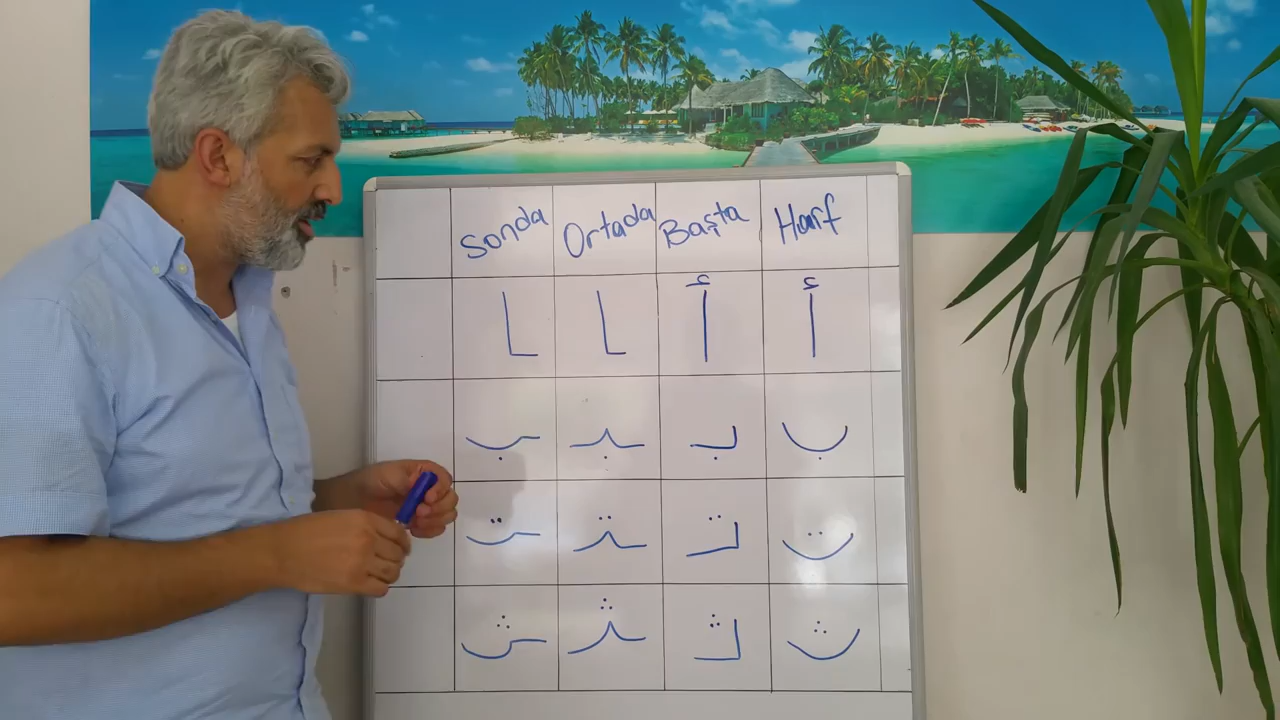 Harf Başta Ortada Sonda
أ أ ـا ـا
ب بـ ـبـ ـب
ت تـ ـتـ ـت
ث ثـ ـثـ ـث